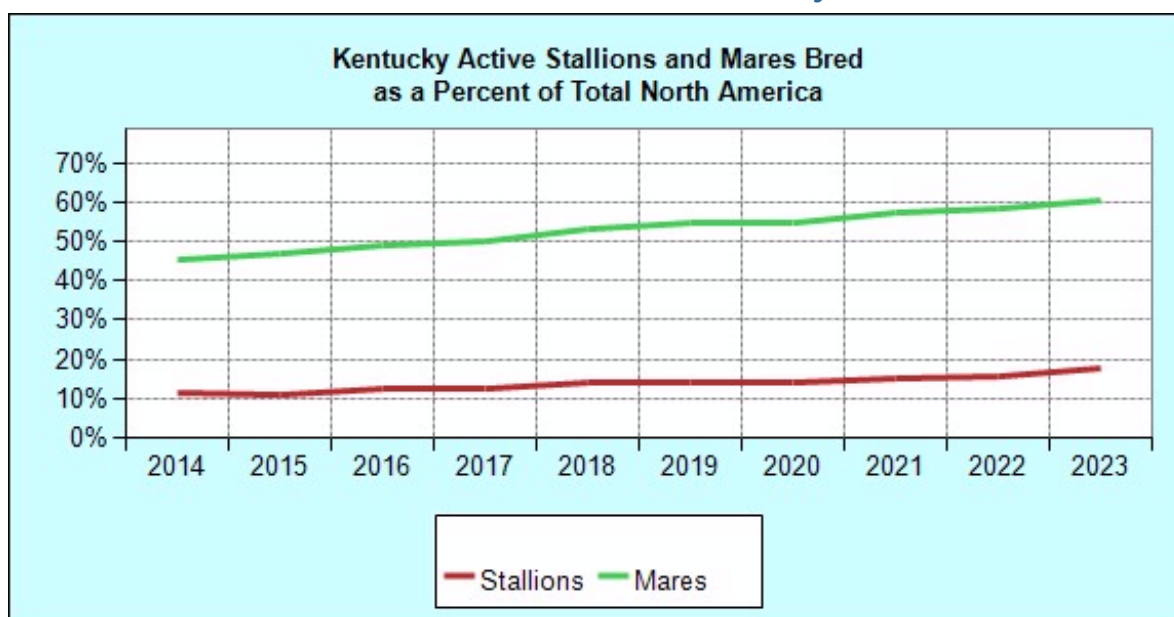 Kentucky Active Stallions and Mares Bred
as a Percent of Total North America
70%
60%
50%
40%
30%
20%
10%
0%
2014 2015 2016 2017 2018 2019 2020 2021 2022 2023
Stallions Mares